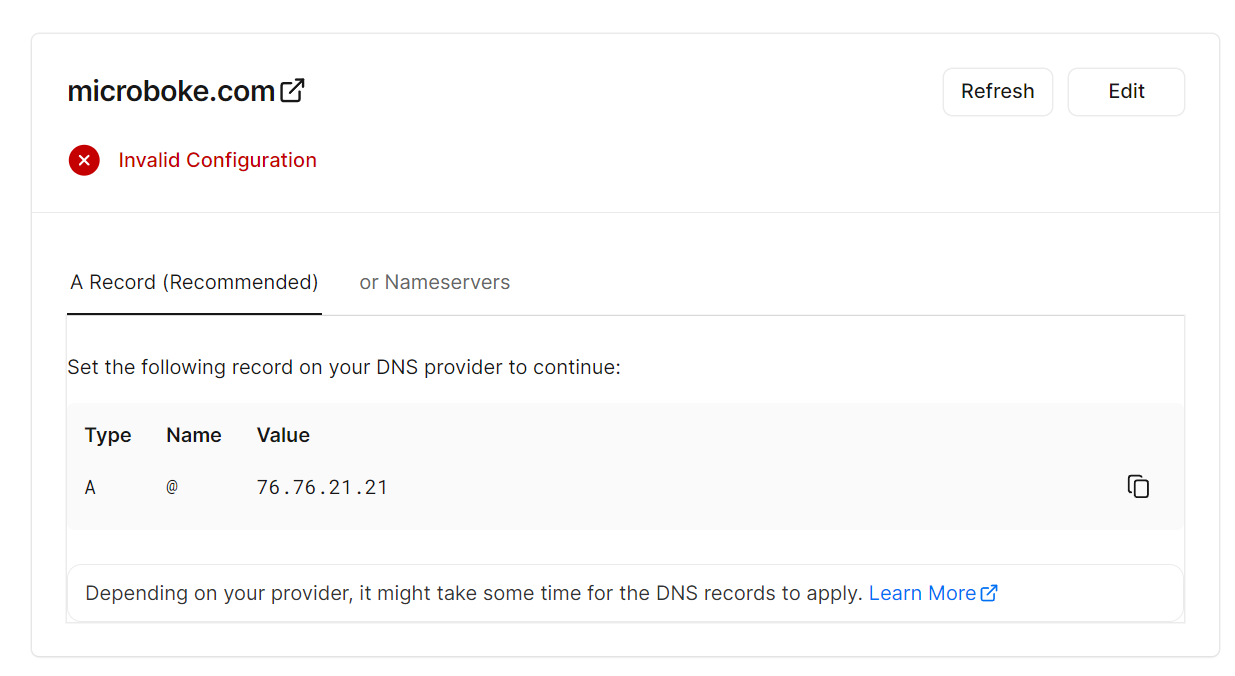 microboke.com
Refresh
Edit
Invalid Configuration
A Record (Recommended)
or Nameservers
Set the following record on your DNS provider to continue:
Type Name Value
A @ 76.76.21.21
Depending on your provider, it might take some time for the DNS records to apply. Learn More